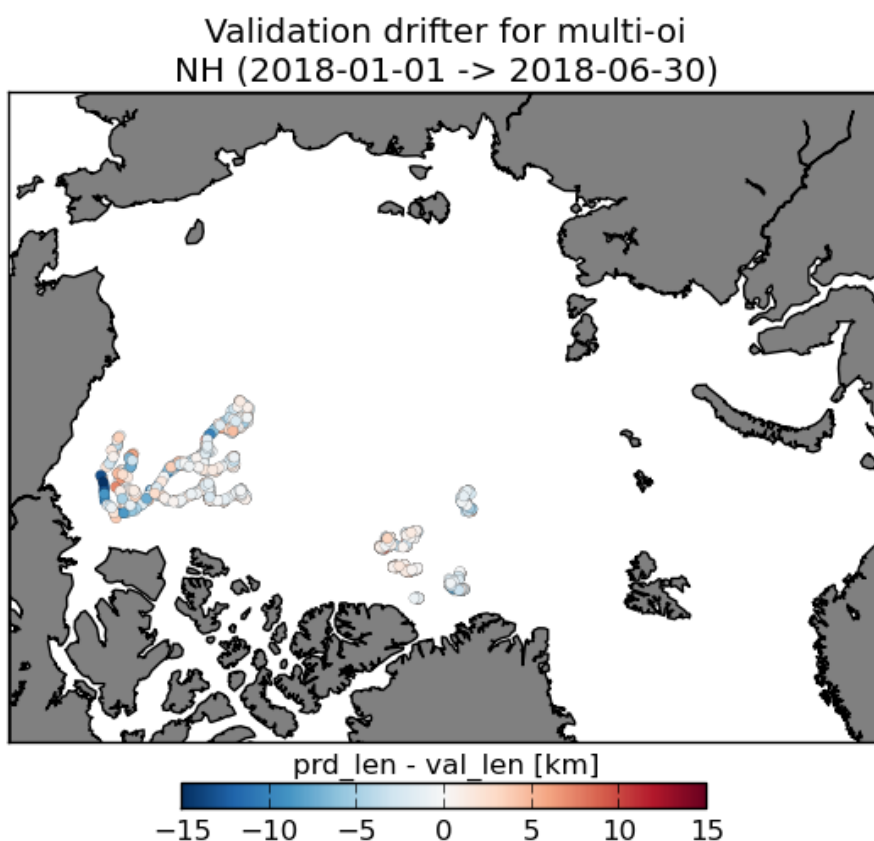 Validation drifter for multi-oi
NH (2018-01-01 -> 2018-06-30)
prd_len - val_len [km]
−15 −10 −5 0 5 10 15